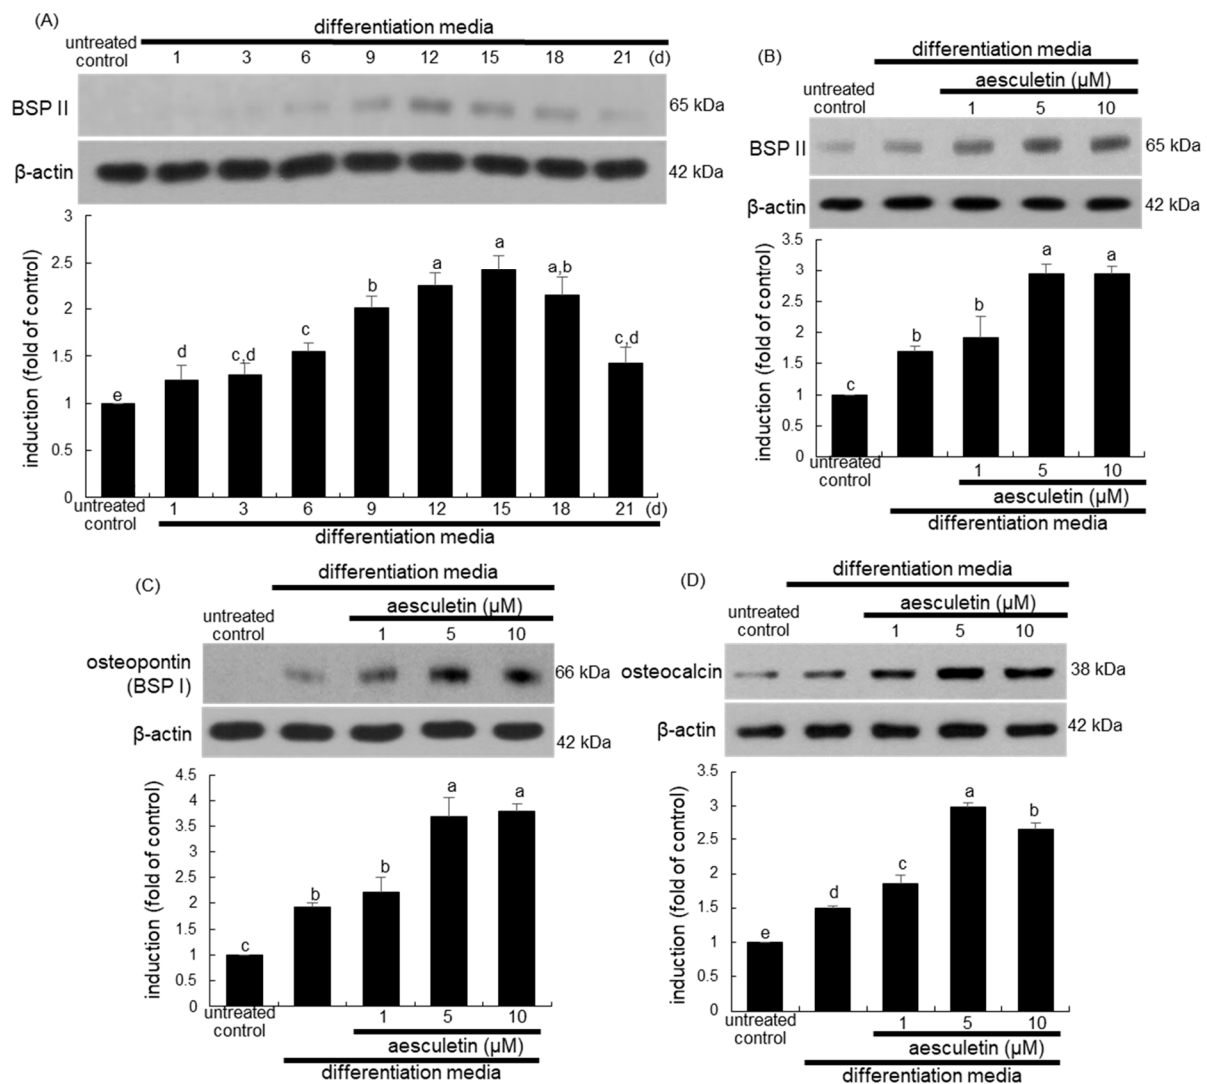 (A)
differentiation media
untreated
control 1 3 6 9 12 15 18 21 (d)
BSP II 65 kDa
β-actin 42 kDa
induction (fold of control)
3
2.5
2
1.5
1
0.5
0
e d c,d c b a a a,b c,d
untreated
control 1 3 6 9 12 15 18 21 (d)
differentiation media
(B)
differentiation media
aesculetin (μM)
untreated
control 1 5 10
BSP II 65 kDa
β-actin 42 kDa
induction (fold of control)
3.5
3
2.5
2
1.5
1
0.5
0
c b b a a
untreated
control 1 5 10
aesculetin (μM)
differentiation media
(C)
differentiation media
aesculetin (μM)
untreated
control 1 5 10
osteopontin
(BSP I) 66 kDa
β-actin 42 kDa
induction (fold of control)
4.5
4
3.5
3
2.5
2
1.5
1
0.5
0
c b b a a
untreated
control 1 5 10
aesculetin (μM)
differentiation media
(D)
differentiation media
aesculetin (μM)
untreated
control 1 5 10
osteocalcin 38 kDa
β-actin 42 kDa
induction (fold of control)
3.5
3
2.5
2
1.5
1
0.5
0
e d c a b
untreated
control 1 5 10
aesculetin (μM)
differentiation media